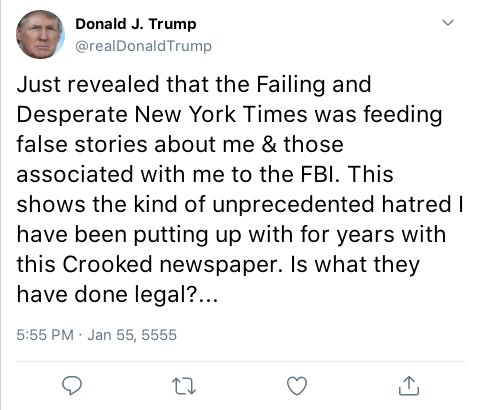 Donald J. Trump
@realDonaldTrump
Just revealed that the Failing and
Desperate New York Times was feeding
false stories about me & those
associated with me to the FBI. This
shows the kind of unprecedented hatred I
have been putting up with for years with
this Crooked newspaper. Is what they
have done legal?...
5:55 PM · Jan 55, 5555